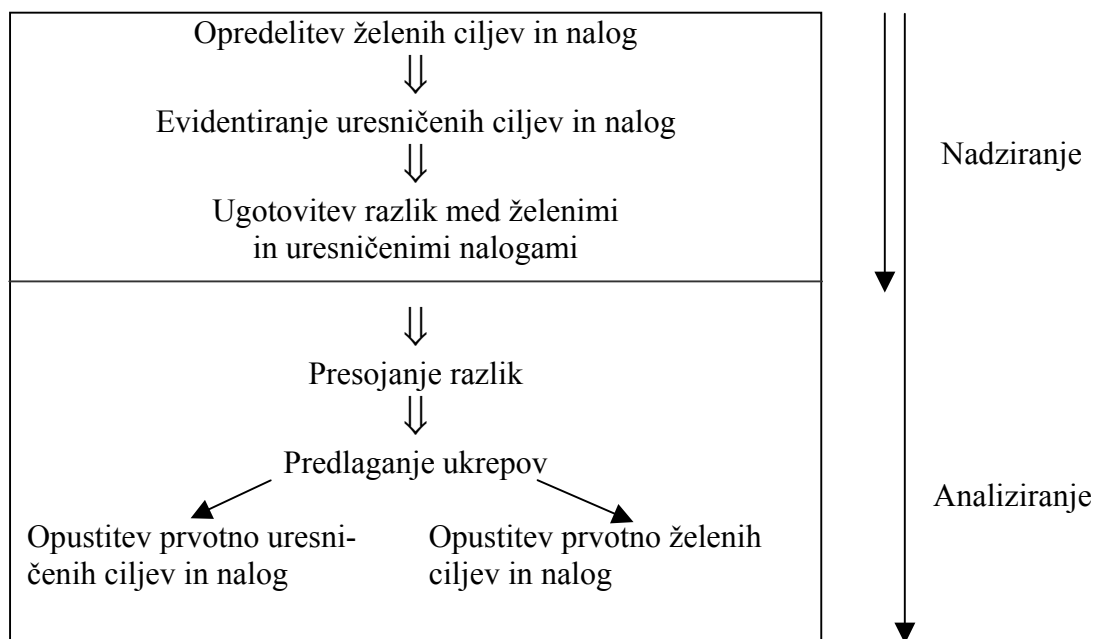 Opredelitev želenih ciljev in nalog
Evidentiranje uresničenih ciljev in nalog
Nadziranje
Ugotovitev razlik med želenimi
in uresničenimi nalogami
Presojanje razlik
Predlaganje ukrepov
Analiziranje
Opustitev prvotno uresni-
čenih ciljev in nalog
Opustitev prvotno želenih
ciljev in nalog